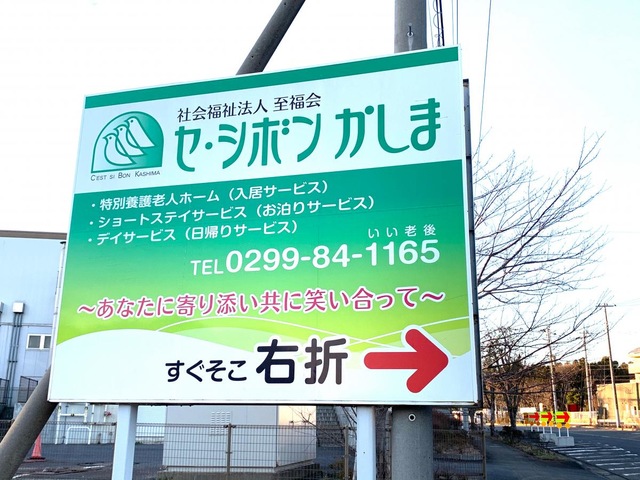 社会福祉法人 至福会
セ・シボン かしま
C'EST SI BON KASHIMA
・特別養護老人ホーム（入居サービス）
・ショートステイサービス（お泊りサービス）
・デイサービス（日帰りサービス）
いい老後
TEL 0299-84-1165
〜あなたに寄り添い共に笑い合って〜
すぐそこ 右折